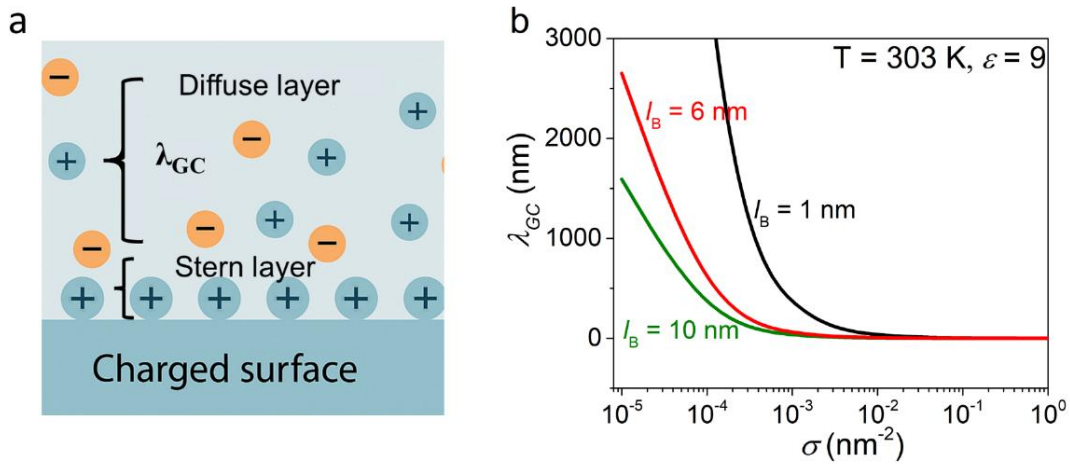 a
Diffuse layer
λGC
Stern layer
Charged surface
− + + − + − + − + −
+ + + + + +
b
T = 303 K, ε = 9
lB = 6 nm
lB = 1 nm
lB = 10 nm
λGC (nm)
3000
2000
1000
0
10⁻⁵ 10⁻⁴ 10⁻³ 10⁻² 10⁻¹ 10⁰
σ (nm⁻²)